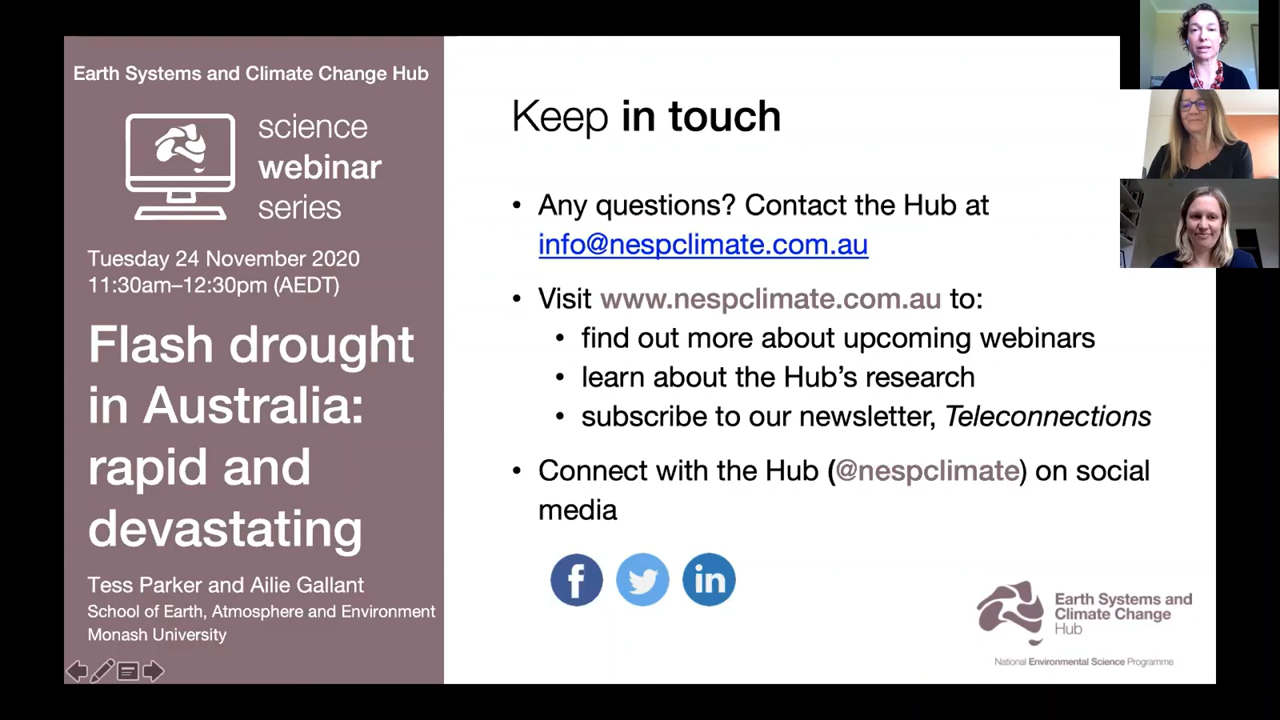 Earth Systems and Climate Change Hub
science
webinar
series
Tuesday 24 November 2020
11:30am–12:30pm (AEDT)
Flash drought
in Australia:
rapid and
devastating
Tess Parker and Ailie Gallant
School of Earth, Atmosphere and Environment
Monash University
Keep in touch
• Any questions? Contact the Hub at
info@nespclimate.com.au
• Visit www.nespclimate.com.au to:
• find out more about upcoming webinars
• learn about the Hub’s research
• subscribe to our newsletter, Teleconnections
• Connect with the Hub (@nespclimate) on social
media
f
in
Earth Systems and
Climate Change
Hub
National Environmental Science Programme